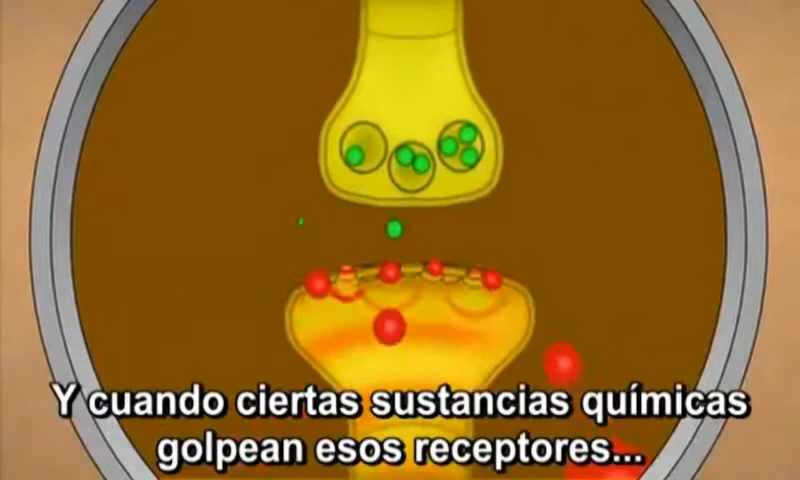 Y cuando ciertas sustancias químicas
golpean esos receptores...